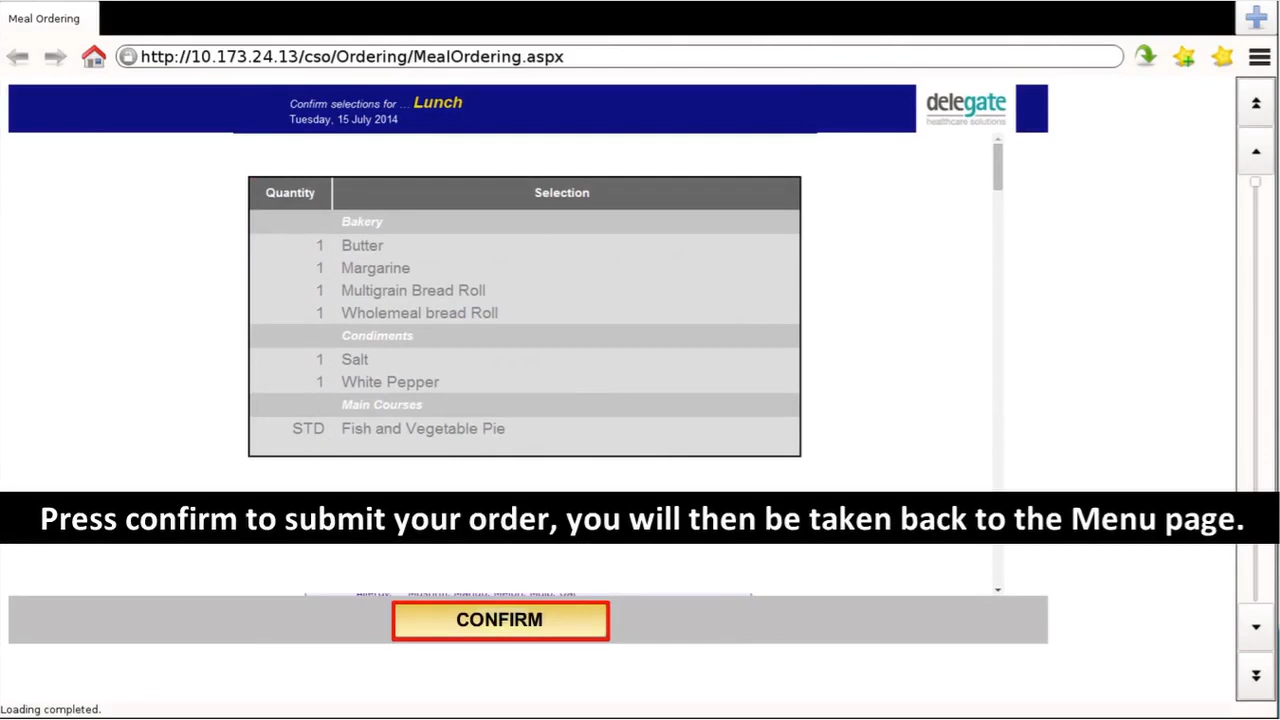 Meal Ordering
http://10.173.24.13/cso/Ordering/MealOrdering.aspx
Confirm selections for ... Lunch
Tuesday, 15 July 2014
delegate
healthcare solutions
Quantity Selection
Bakery
1 Butter
1 Margarine
1 Multigrain Bread Roll
1 Wholemeal bread Roll
Condiments
1 Salt
1 White Pepper
Main Courses
STD Fish and Vegetable Pie
Press confirm to submit your order, you will then be taken back to the Menu page.
CONFIRM
Loading completed.